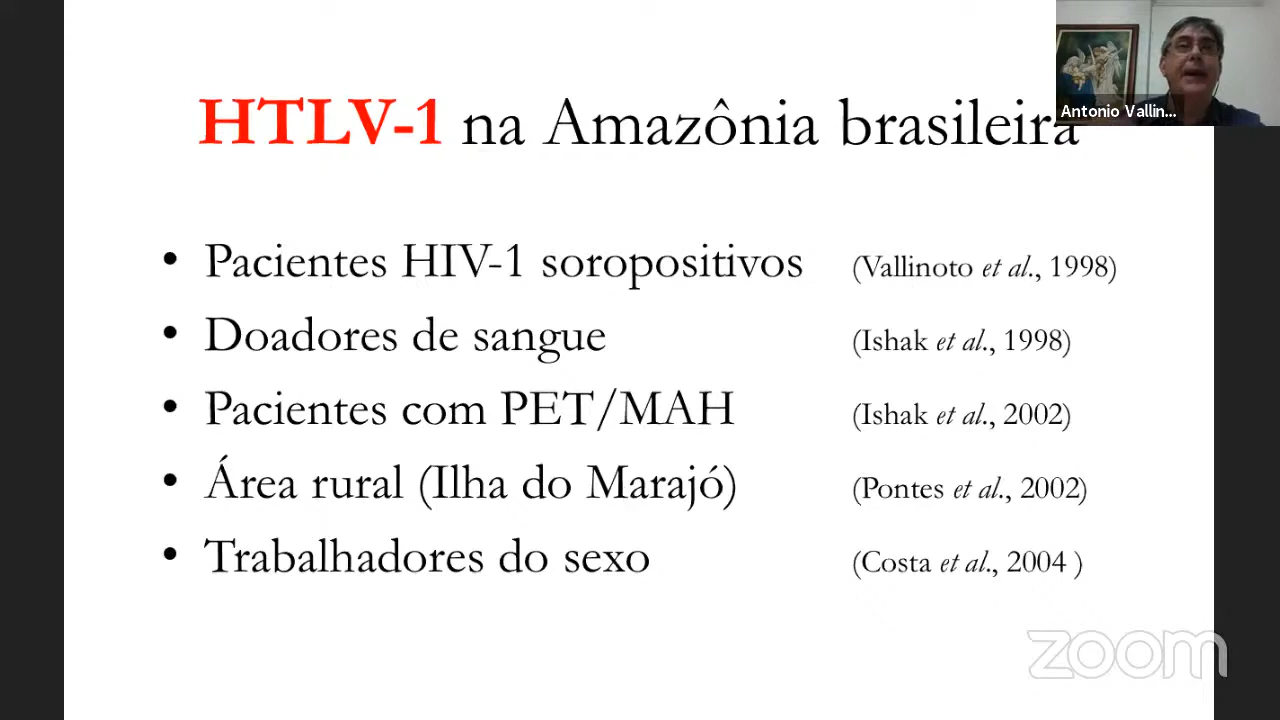 HTLV-1 na Amazônia brasileira
Antonio Vallin...
• Pacientes HIV-1 soropositivos (Vallinoto et al., 1998)
• Doadores de sangue (Ishak et al., 1998)
• Pacientes com PET/MAH (Ishak et al., 2002)
• Área rural (Ilha do Marajó) (Pontes et al., 2002)
• Trabalhadores do sexo (Costa et al., 2004 )
zoom